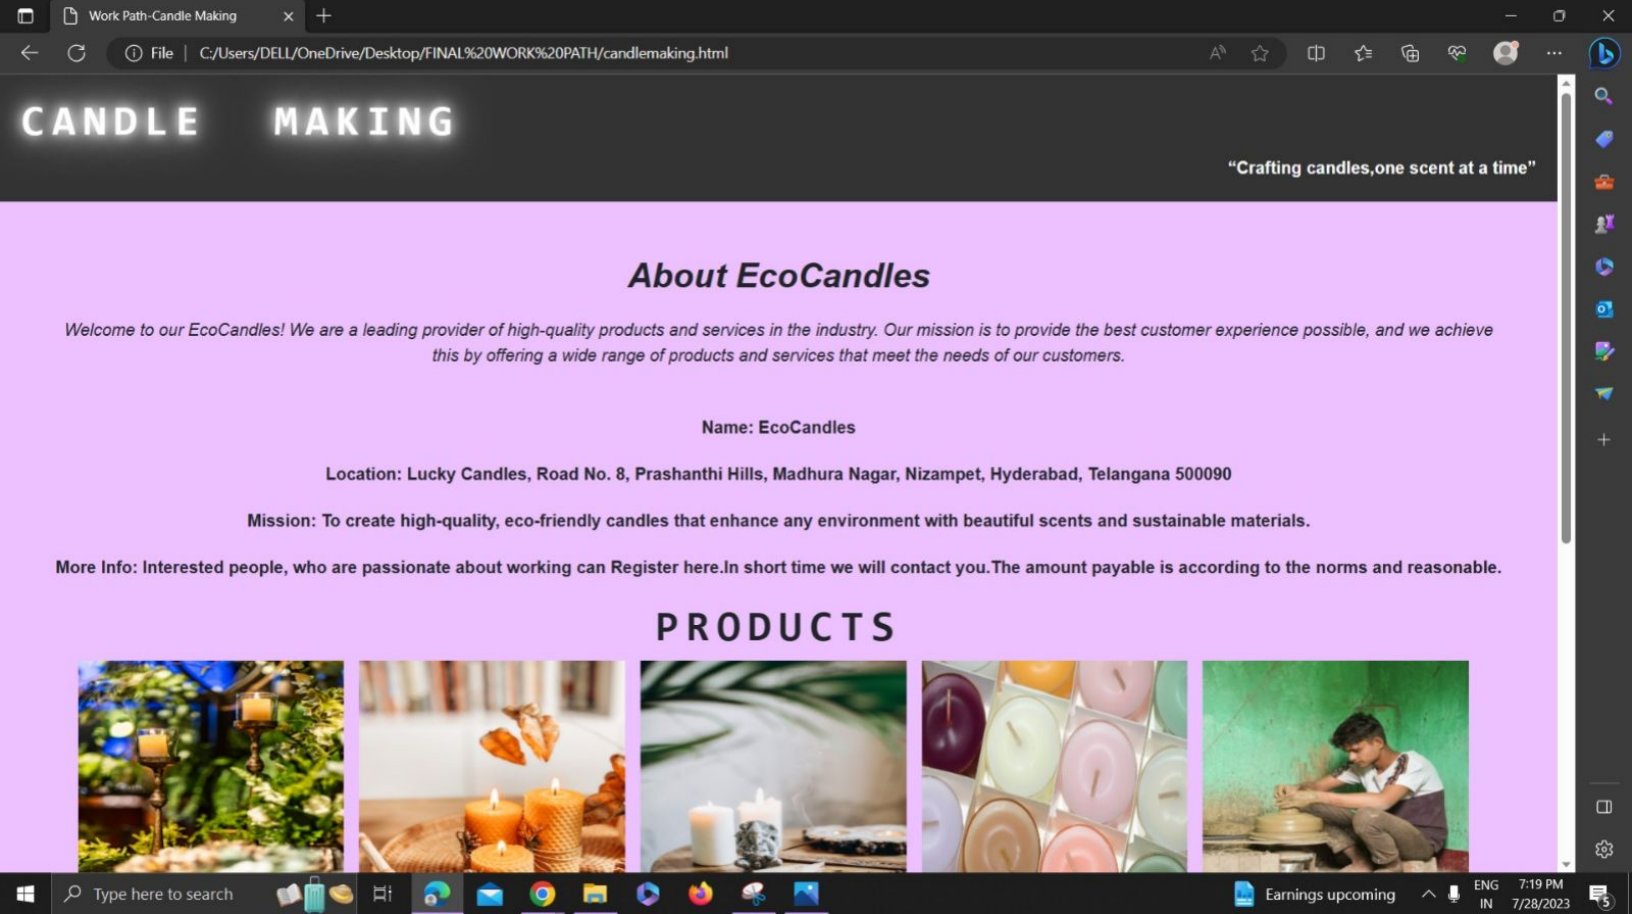 Work Path-Candle Making
File | C:/Users/DELL/OneDrive/Desktop/FINAL%20WORK%20PATH/candlemaking.html
CANDLE MAKING
“Crafting candles,one scent at a time”
About EcoCandles
Welcome to our EcoCandles! We are a leading provider of high-quality products and services in the industry. Our mission is to provide the best customer experience possible, and we achieve
this by offering a wide range of products and services that meet the needs of our customers.
Name: EcoCandles
Location: Lucky Candles, Road No. 8, Prashanthi Hills, Madhura Nagar, Nizampet, Hyderabad, Telangana 500090
Mission: To create high-quality, eco-friendly candles that enhance any environment with beautiful scents and sustainable materials.
More Info: Interested people, who are passionate about working can Register here.In short time we will contact you.The amount payable is according to the norms and reasonable.
PRODUCTS
Type here to search
Earnings upcoming
ENG
IN
7:19 PM
7/28/2023
5